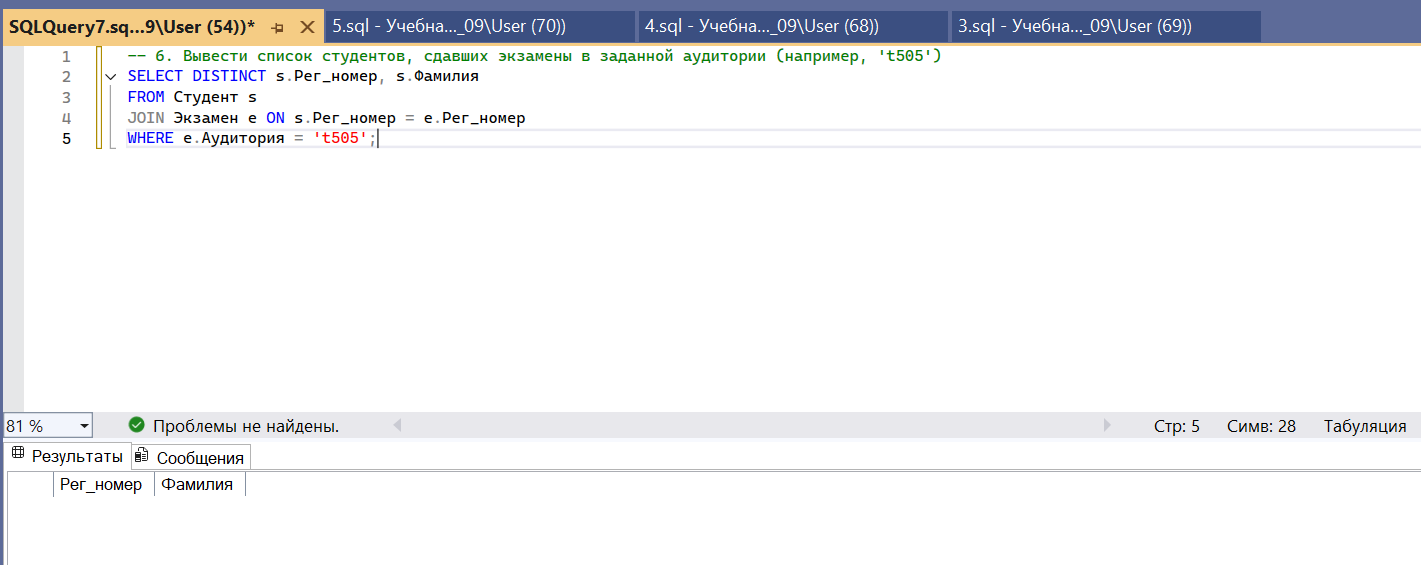 SQLQuery7.sq...9\User (54))* 5.sql - Учебна..._09\User (70)) 4.sql - Учебна..._09\User (68)) 3.sql - Учебна..._09\User (69))
1 -- 6. Вывести список студентов, сдавших экзамены в заданной аудитории (например, 't505')
2 SELECT DISTINCT s.Рег_номер, s.Фамилия
3 FROM Студент s
4 JOIN Экзамен e ON s.Рег_номер = e.Рег_номер
5 WHERE e.Аудитория = 't505';
81 % Проблемы не найдены. Стр: 5 Симв: 28 Табуляция
Результаты Сообщения
Рег_номер Фамилия